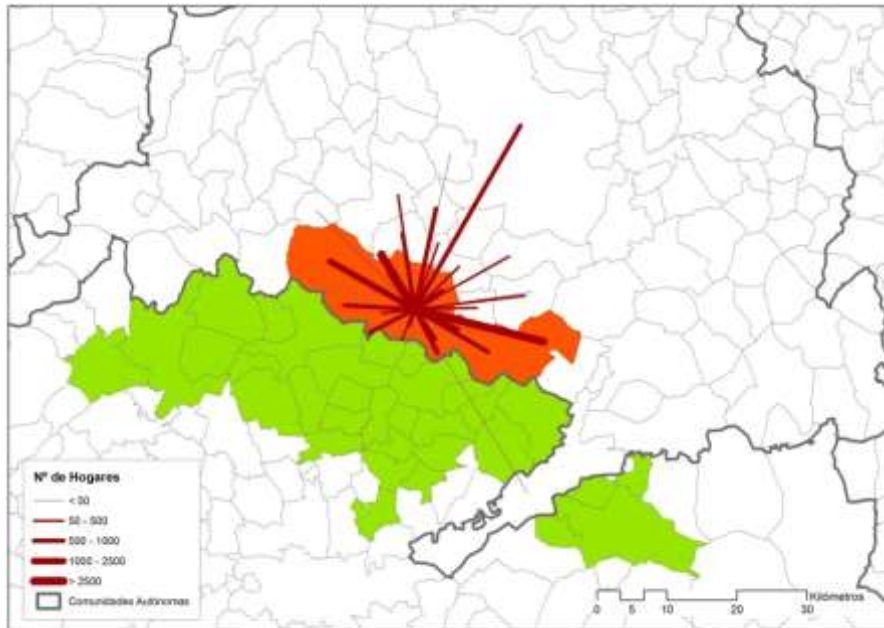 Nº de Hogares
< 50
50 - 500
500 - 1000
1000 - 2500
> 2500
Comunidades Autónomas
Kilómetros
0 5 10 20 30